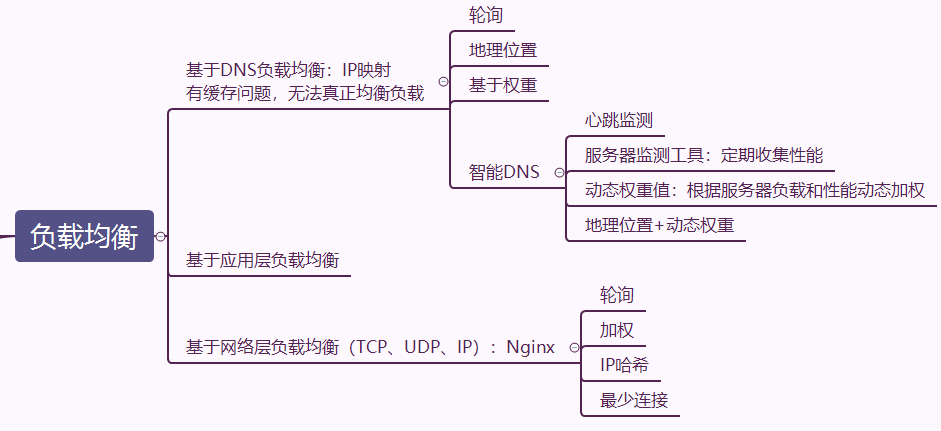 负载均衡
基于DNS负载均衡：IP映射
有缓存问题，无法真正均衡负载
轮询
地理位置
基于权重
智能DNS
心跳监测
服务器监测工具：定期收集性能
动态权重值：根据服务器负载和性能动态加权
地理位置+动态权重
基于应用层负载均衡
基于网络层负载均衡（TCP、UDP、IP）：Nginx
轮询
加权
IP哈希
最少连接